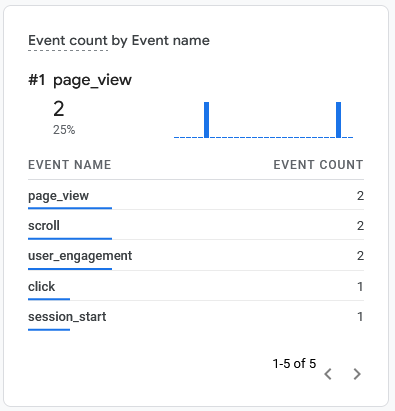 Event count by Event name
#1 page_view
2
25%
EVENT NAME EVENT COUNT
page_view 2
scroll 2
user_engagement 2
click 1
session_start 1
1-5 of 5